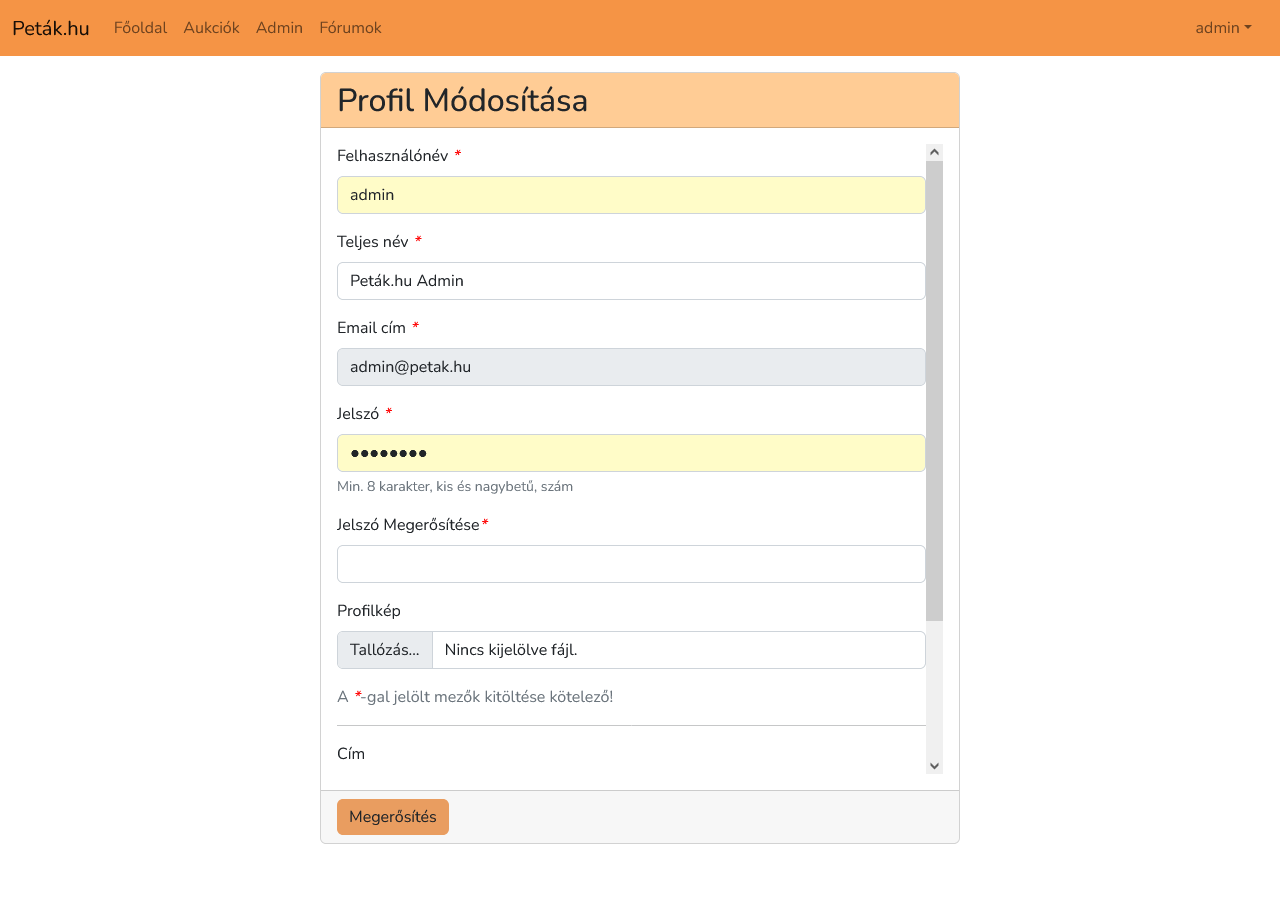 Peták.hu Főoldal Aukciók Admin Fórumok admin
Profil Módosítása
Felhasználónév *
admin
Teljes név *
Peták.hu Admin
Email cím *
admin@petak.hu
Jelszó *
●●●●●●●●
Min. 8 karakter, kis és nagybetű, szám
Jelszó Megerősítése*
Profilkép
Tallózás... Nincs kijelölve fájl.
A *-gal jelölt mezők kitöltése kötelező!
Cím
Megerősítés